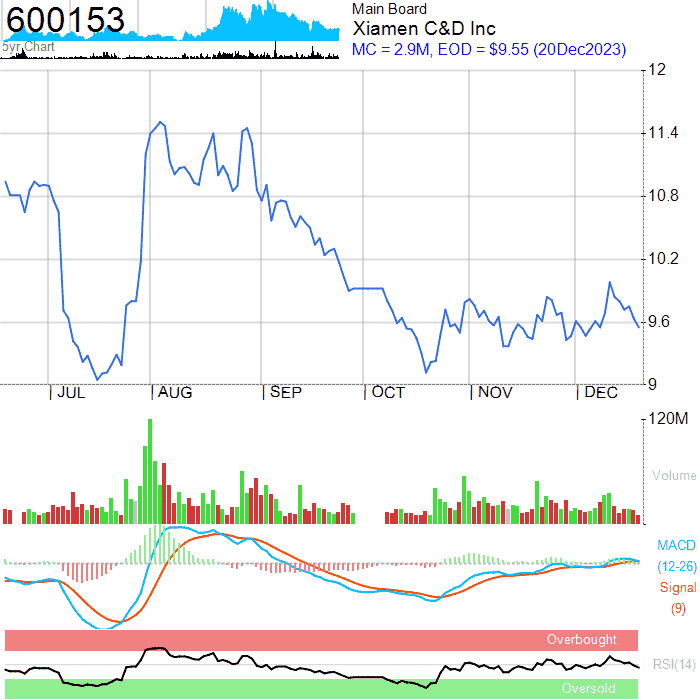 600153
5yr Chart
Main Board
Xiamen C&D Inc
MC = 2.9M, EOD = $9.55 (20Dec2023)
12
11.4
10.8
10.2
9.6
9
JUL AUG SEP OCT NOV DEC
120M
Volume
MACD
(12-26)
Signal
(9)
Overbought
RSI(14)
Oversold